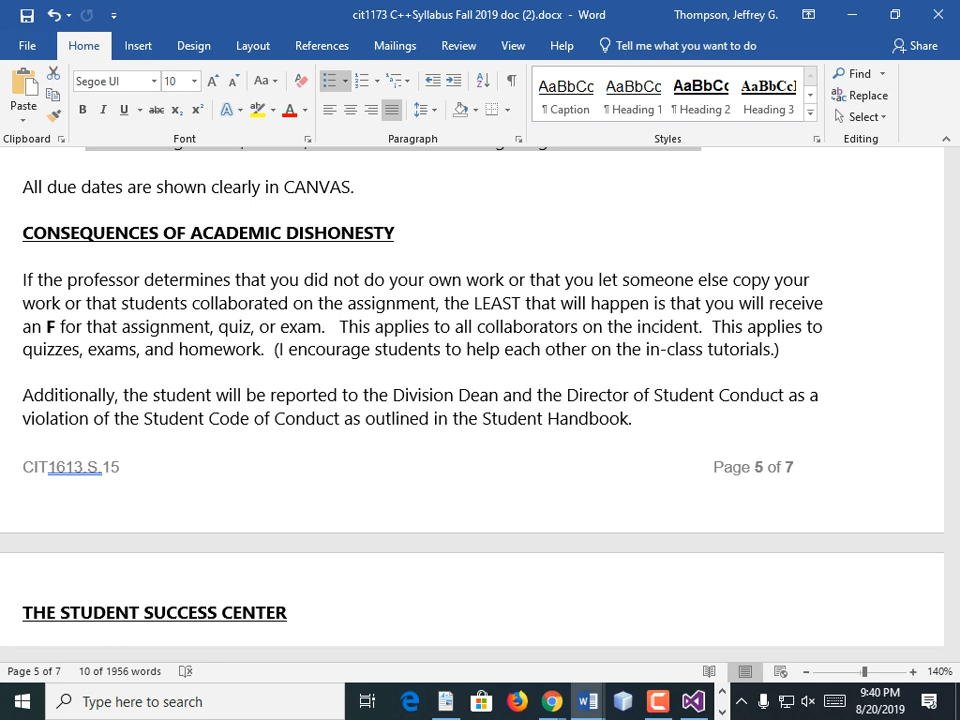 cit1173 C++Syllabus Fall 2019 doc (2).docx - Word
Thompson, Jeffrey G.
File Home Insert Design Layout References Mailings Review View Help Tell me what you want to do Share
Segoe UI 10
Paste
Find
Replace
Select
AaBbCc AaBbCc AaBbCc
¶ Caption ¶ Heading 1 ¶ Heading 2 Heading 3
Clipboard Font Paragraph Styles Editing
All due dates are shown clearly in CANVAS.
CONSEQUENCES OF ACADEMIC DISHONESTY
If the professor determines that you did not do your own work or that you let someone else copy your
work or that students collaborated on the assignment, the LEAST that will happen is that you will receive
an F for that assignment, quiz, or exam. This applies to all collaborators on the incident. This applies to
quizzes, exams, and homework. (I encourage students to help each other on the in-class tutorials.)
Additionally, the student will be reported to the Division Dean and the Director of Student Conduct as a
violation of the Student Code of Conduct as outlined in the Student Handbook.
CIT1613.S.15 Page 5 of 7
THE STUDENT SUCCESS CENTER
Page 5 of 7 10 of 1956 words 140%
Type here to search
9:40 PM
8/20/2019